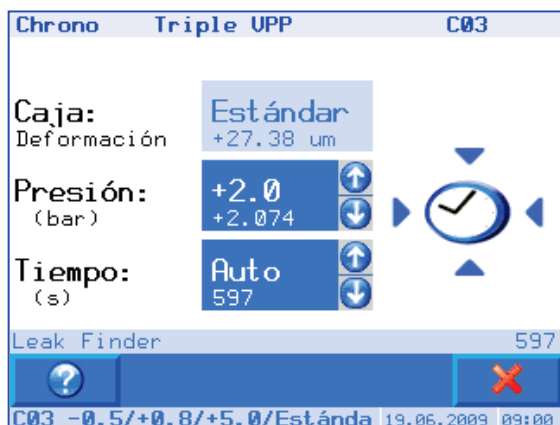 Chrono Triple VPP C03
Caja: Estándar
Deformación +27.38 um
Presión: +2.0
(bar) +2.074
Tiempo: Auto
(s) 597
Leak Finder 597
?
C03 -0.5/+0.8/+5.0/Estánda 19.06.2009 09:00